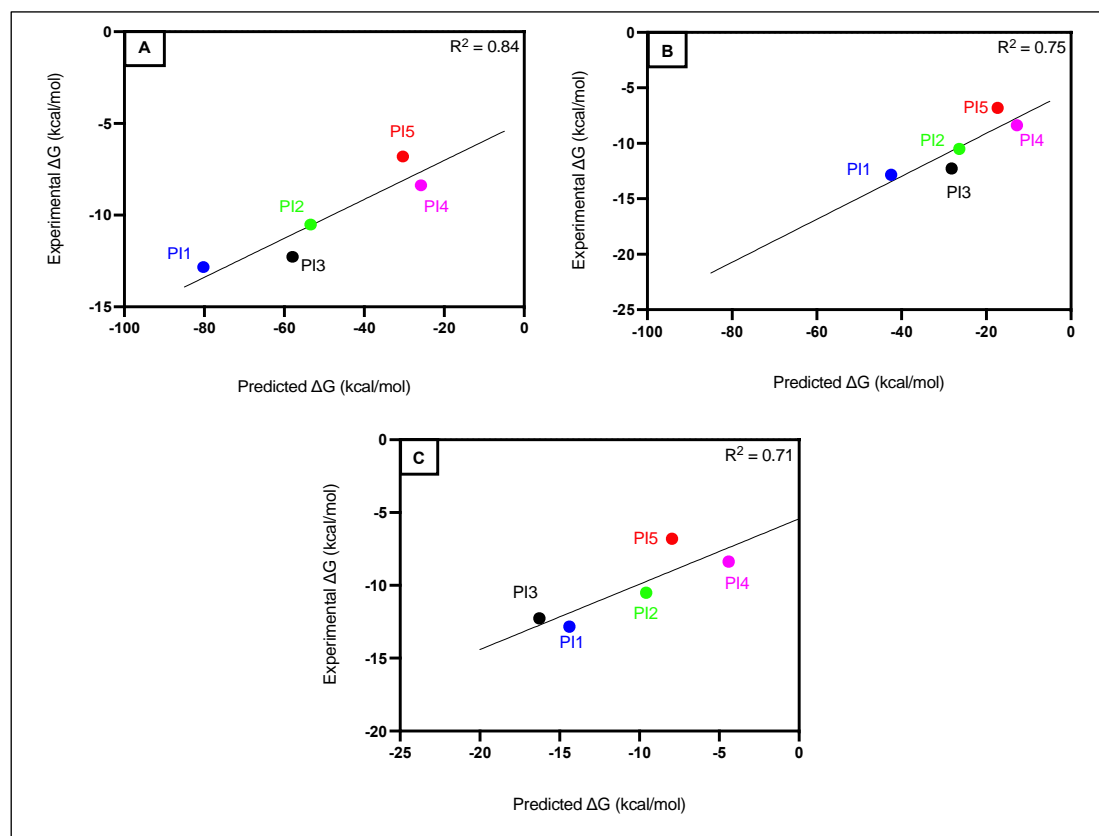 A
R² = 0.84
Experimental ΔG (kcal/mol)
0
-5
-10
-15
PI5
PI4
PI2
PI1
PI3
-100
-80
-60
-40
-20
0
Predicted ΔG (kcal/mol)
B
R² = 0.75
Experimental ΔG (kcal/mol)
0
-5
-10
-15
-20
-25
PI5
PI2
PI4
PI1
PI3
-100
-80
-60
-40
-20
0
Predicted ΔG (kcal/mol)
C
R² = 0.71
Experimental ΔG (kcal/mol)
0
-5
-10
-15
-20
PI5
PI4
PI3
PI2
PI1
-25
-20
-15
-10
-5
0
Predicted ΔG (kcal/mol)